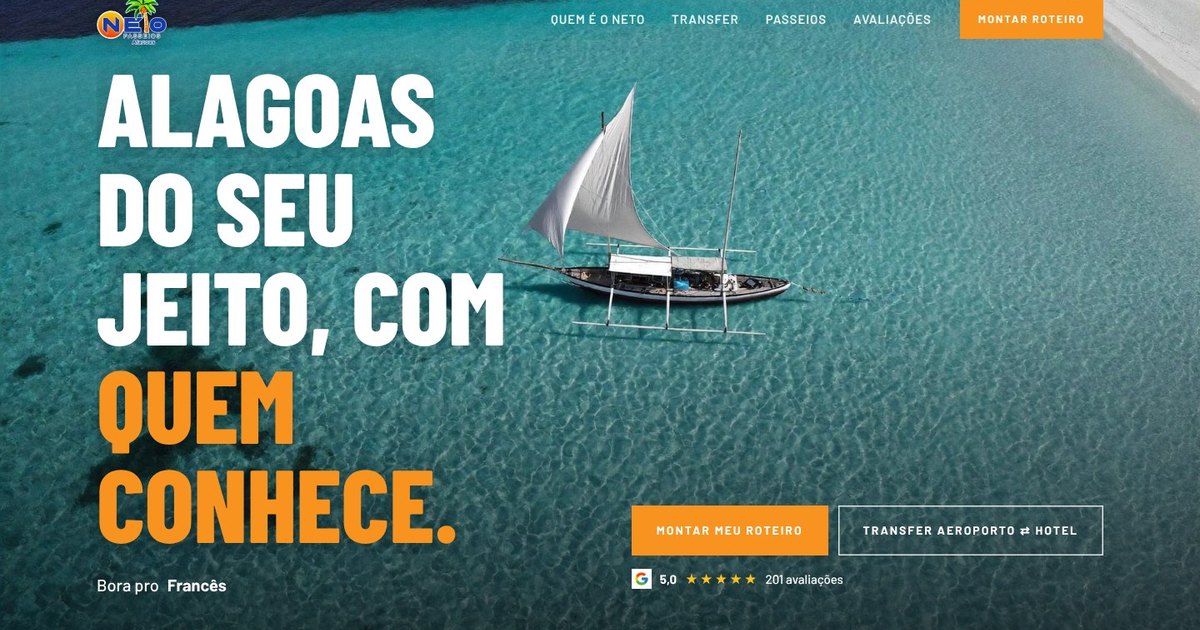 NETO
PASSEIOS
Alagoas
QUEM É O NETO
TRANSFER
PASSEIOS
AVALIAÇÕES
MONTAR ROTEIRO
ALAGOAS
DO SEU
JEITO, COM
QUEM
CONHECE.
Bora pro Francês
MONTAR MEU ROTEIRO
TRANSFER AEROPORTO ⇄ HOTEL
G 5,0 ★★★★★ 201 avaliações